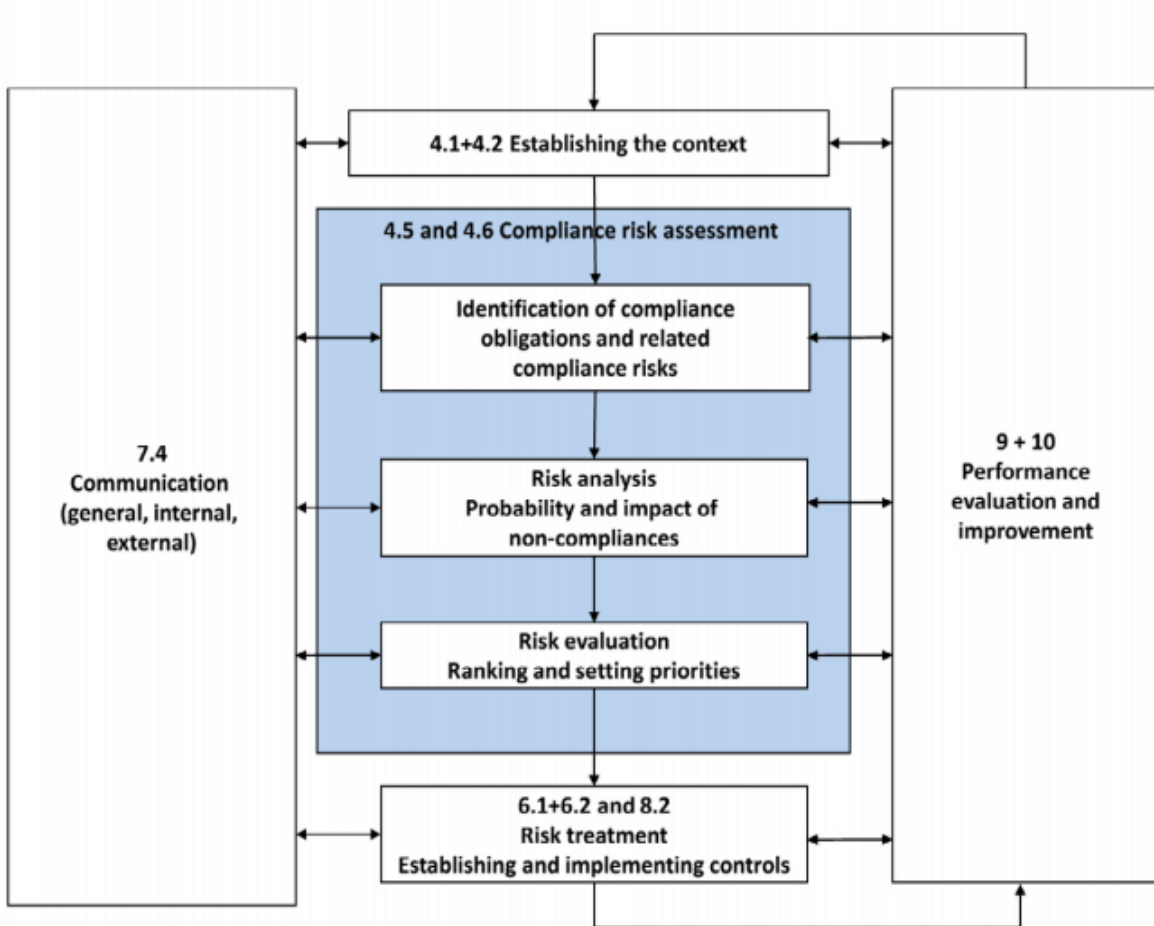 4.1+4.2 Establishing the context
4.5 and 4.6 Compliance risk assessment
Identification of compliance
obligations and related
compliance risks
7.4
Communication
(general, internal,
external)
Risk analysis
Probability and impact of
non-compliances
9 + 10
Performance
evaluation and
improvement
Risk evaluation
Ranking and setting priorities
6.1+6.2 and 8.2
Risk treatment
Establishing and implementing controls